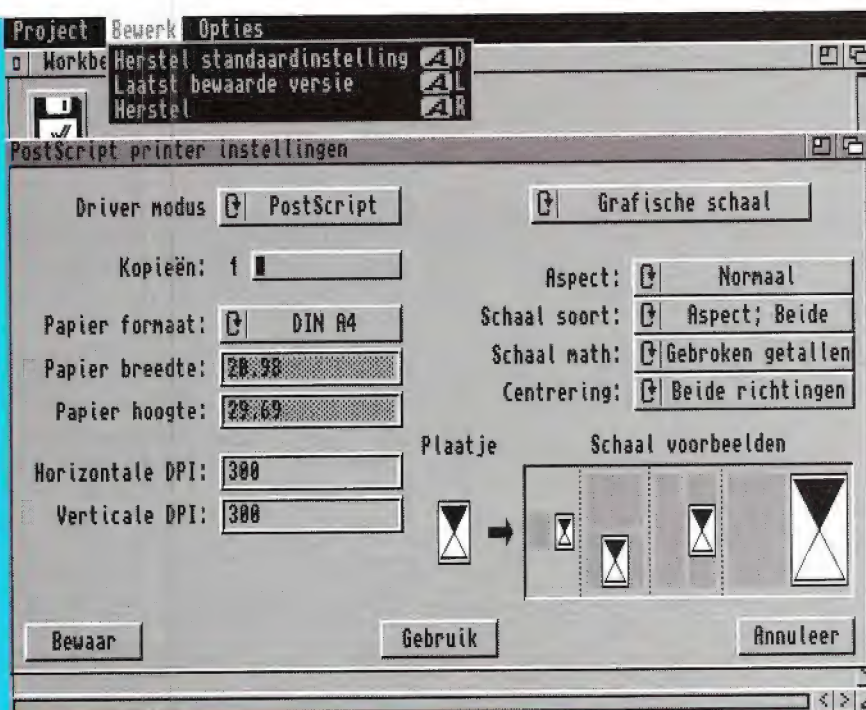 Project Bewerk Opties
Workbe
Herstel standaardinstelling A D
Laatst bewaarde versie A L
Herstel A R
PostScript printer instellingen
Driver modus PostScript
Grafische schaal
Kopieën: 1
Aspect: Normaal
Papier formaat: DIN A4
Schaal soort: Aspect; Beide
Papier breedte: 20.98
Schaal math: Gebroken getallen
Papier hoogte: 29.69
Centrering: Beide richtingen
Plaatje
Schaal voorbeelden
Horizontale DPI: 300
Verticale DPI: 300
Bewaar
Gebruik
Annuleer